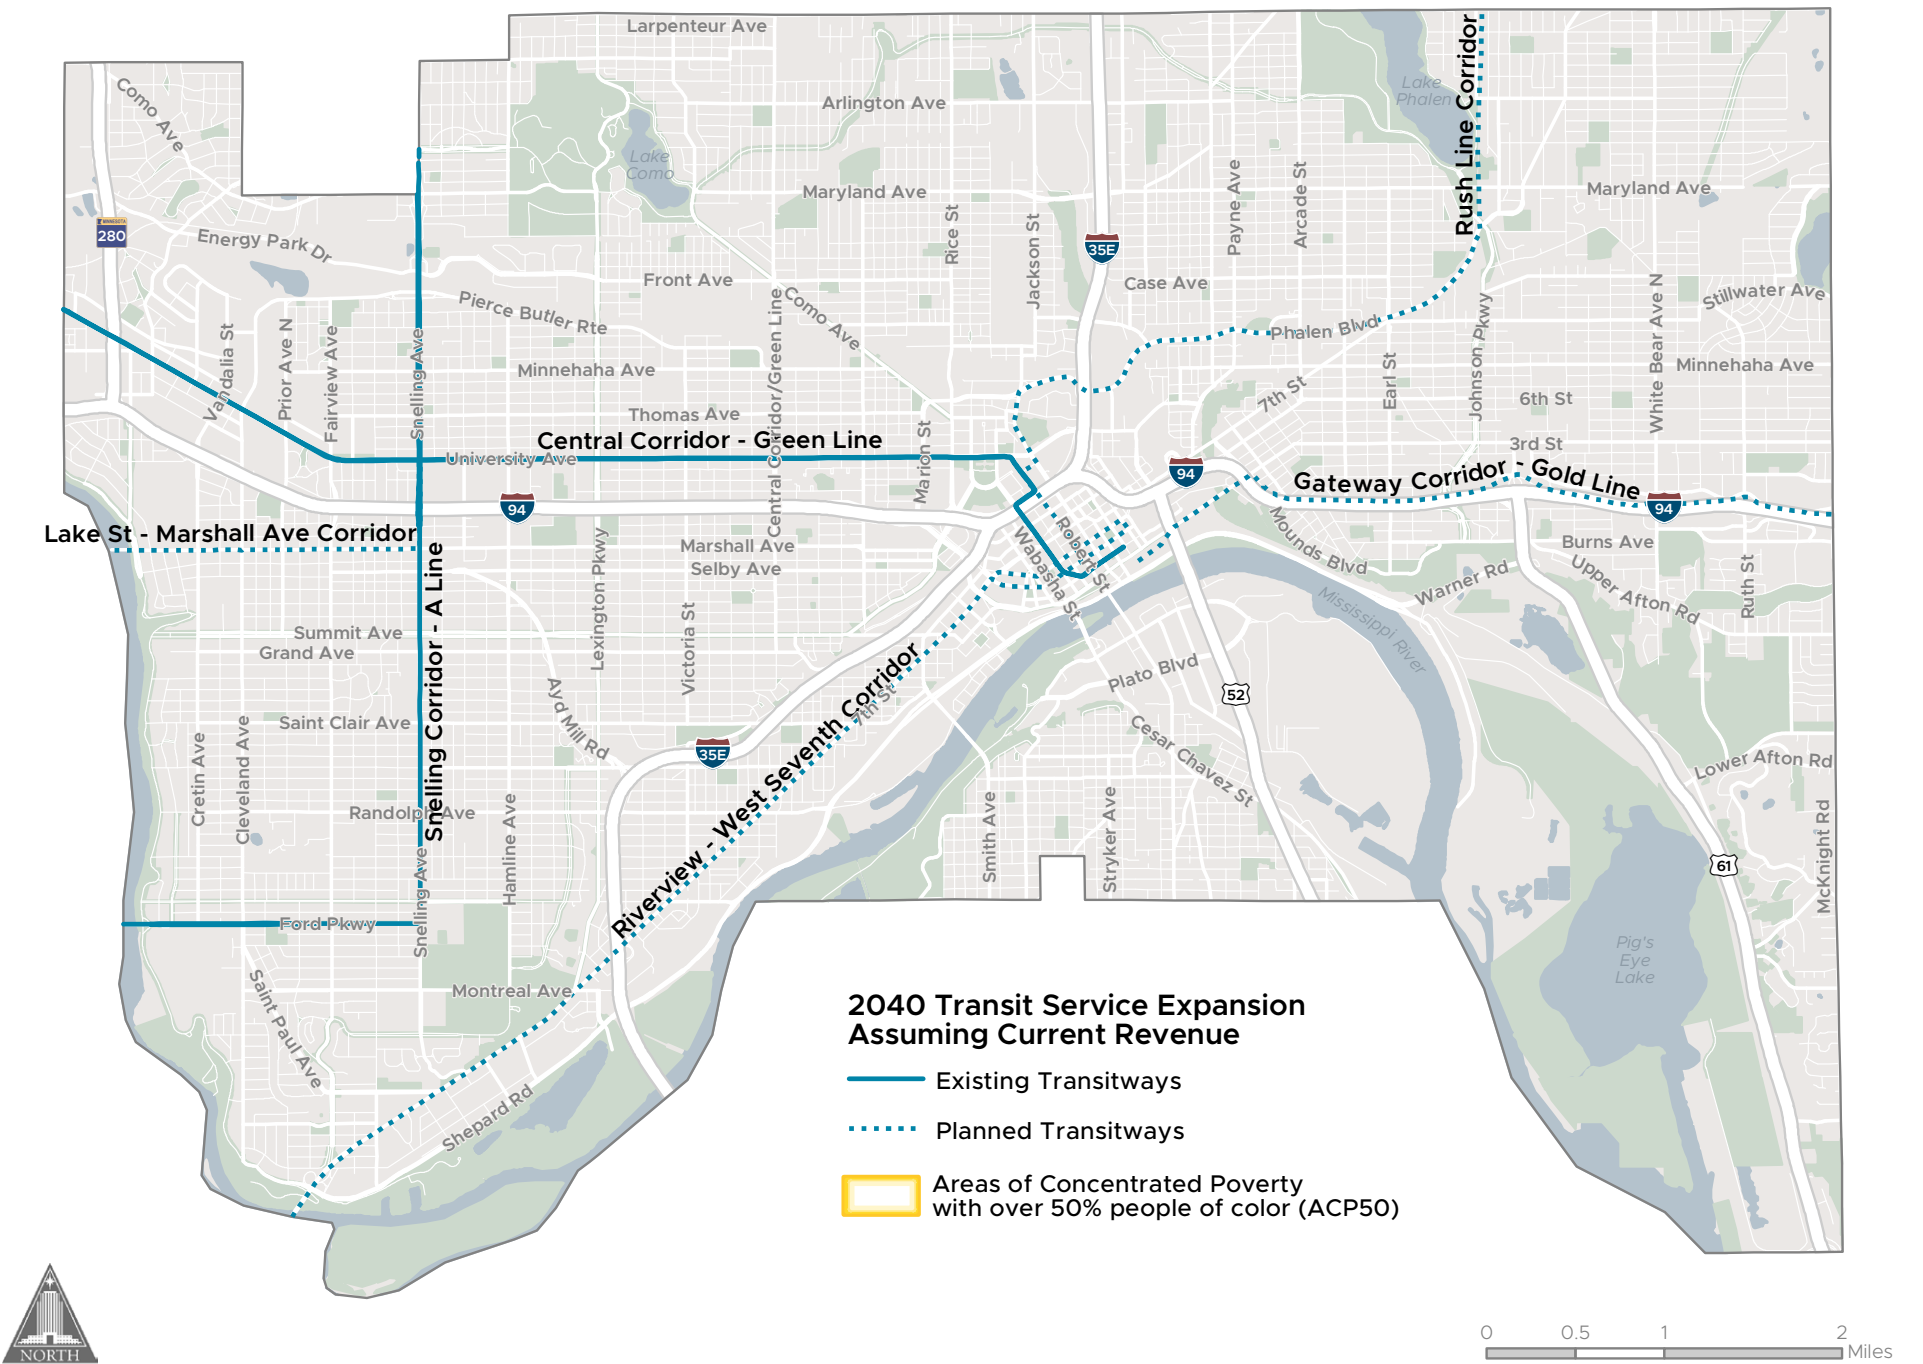 Larpenteur Ave
Como Ave
Arlington Ave
Lake
Phalen
Rush Line Corridor
Lake
Como
Maryland Ave
Maryland Ave
MINNESOTA
280
Energy Park Dr
Rice St
Jackson St
35E
Payne Ave
Arcade St
Front Ave
Case Ave
Pierce Butler Rte
Como Ave
Stillwater Ave
Vandalia St
Prior Ave N
Fairview Ave
Snelling Ave
Central Corridor/Green Line
Phalen Blvd
Johnson Pkwy
White Bear Ave N
Minnehaha Ave
Minnehaha Ave
Earl St
7th St
6th St
Thomas Ave
Central Corridor - Green Line
University Ave
Marion St
3rd St
94
Gateway Corridor - Gold Line
94
94
Lake St - Marshall Ave Corridor
Marshall Ave
Selby Ave
Robert St
Wabasha St
Mounds Blvd
Burns Ave
Upper Afton Rd
Warner Rd
Ruth St
Snelling Corridor - A Line
Lexington Pkwy
Victoria St
Mississippi River
Summit Ave
Grand Ave
Plato Blvd
52
Ayd Mill Rd
Riverview - West Seventh Corridor
7th St
Saint Clair Ave
Cretin Ave
Cleveland Ave
35E
Cesar Chavez St
Lower Afton Rd
Randolph Ave
Hamline Ave
Smith Ave
Stryker Ave
McKnight Rd
61
Snelling Ave
Ford Pkwy
Pig's
Eye
Lake
Saint Paul Ave
Montreal Ave
Shepard Rd
2040 Transit Service Expansion
Assuming Current Revenue
Existing Transitways
Planned Transitways
Areas of Concentrated Poverty
with over 50% people of color (ACP50)
NORTH
0 0.5 1 2
Miles